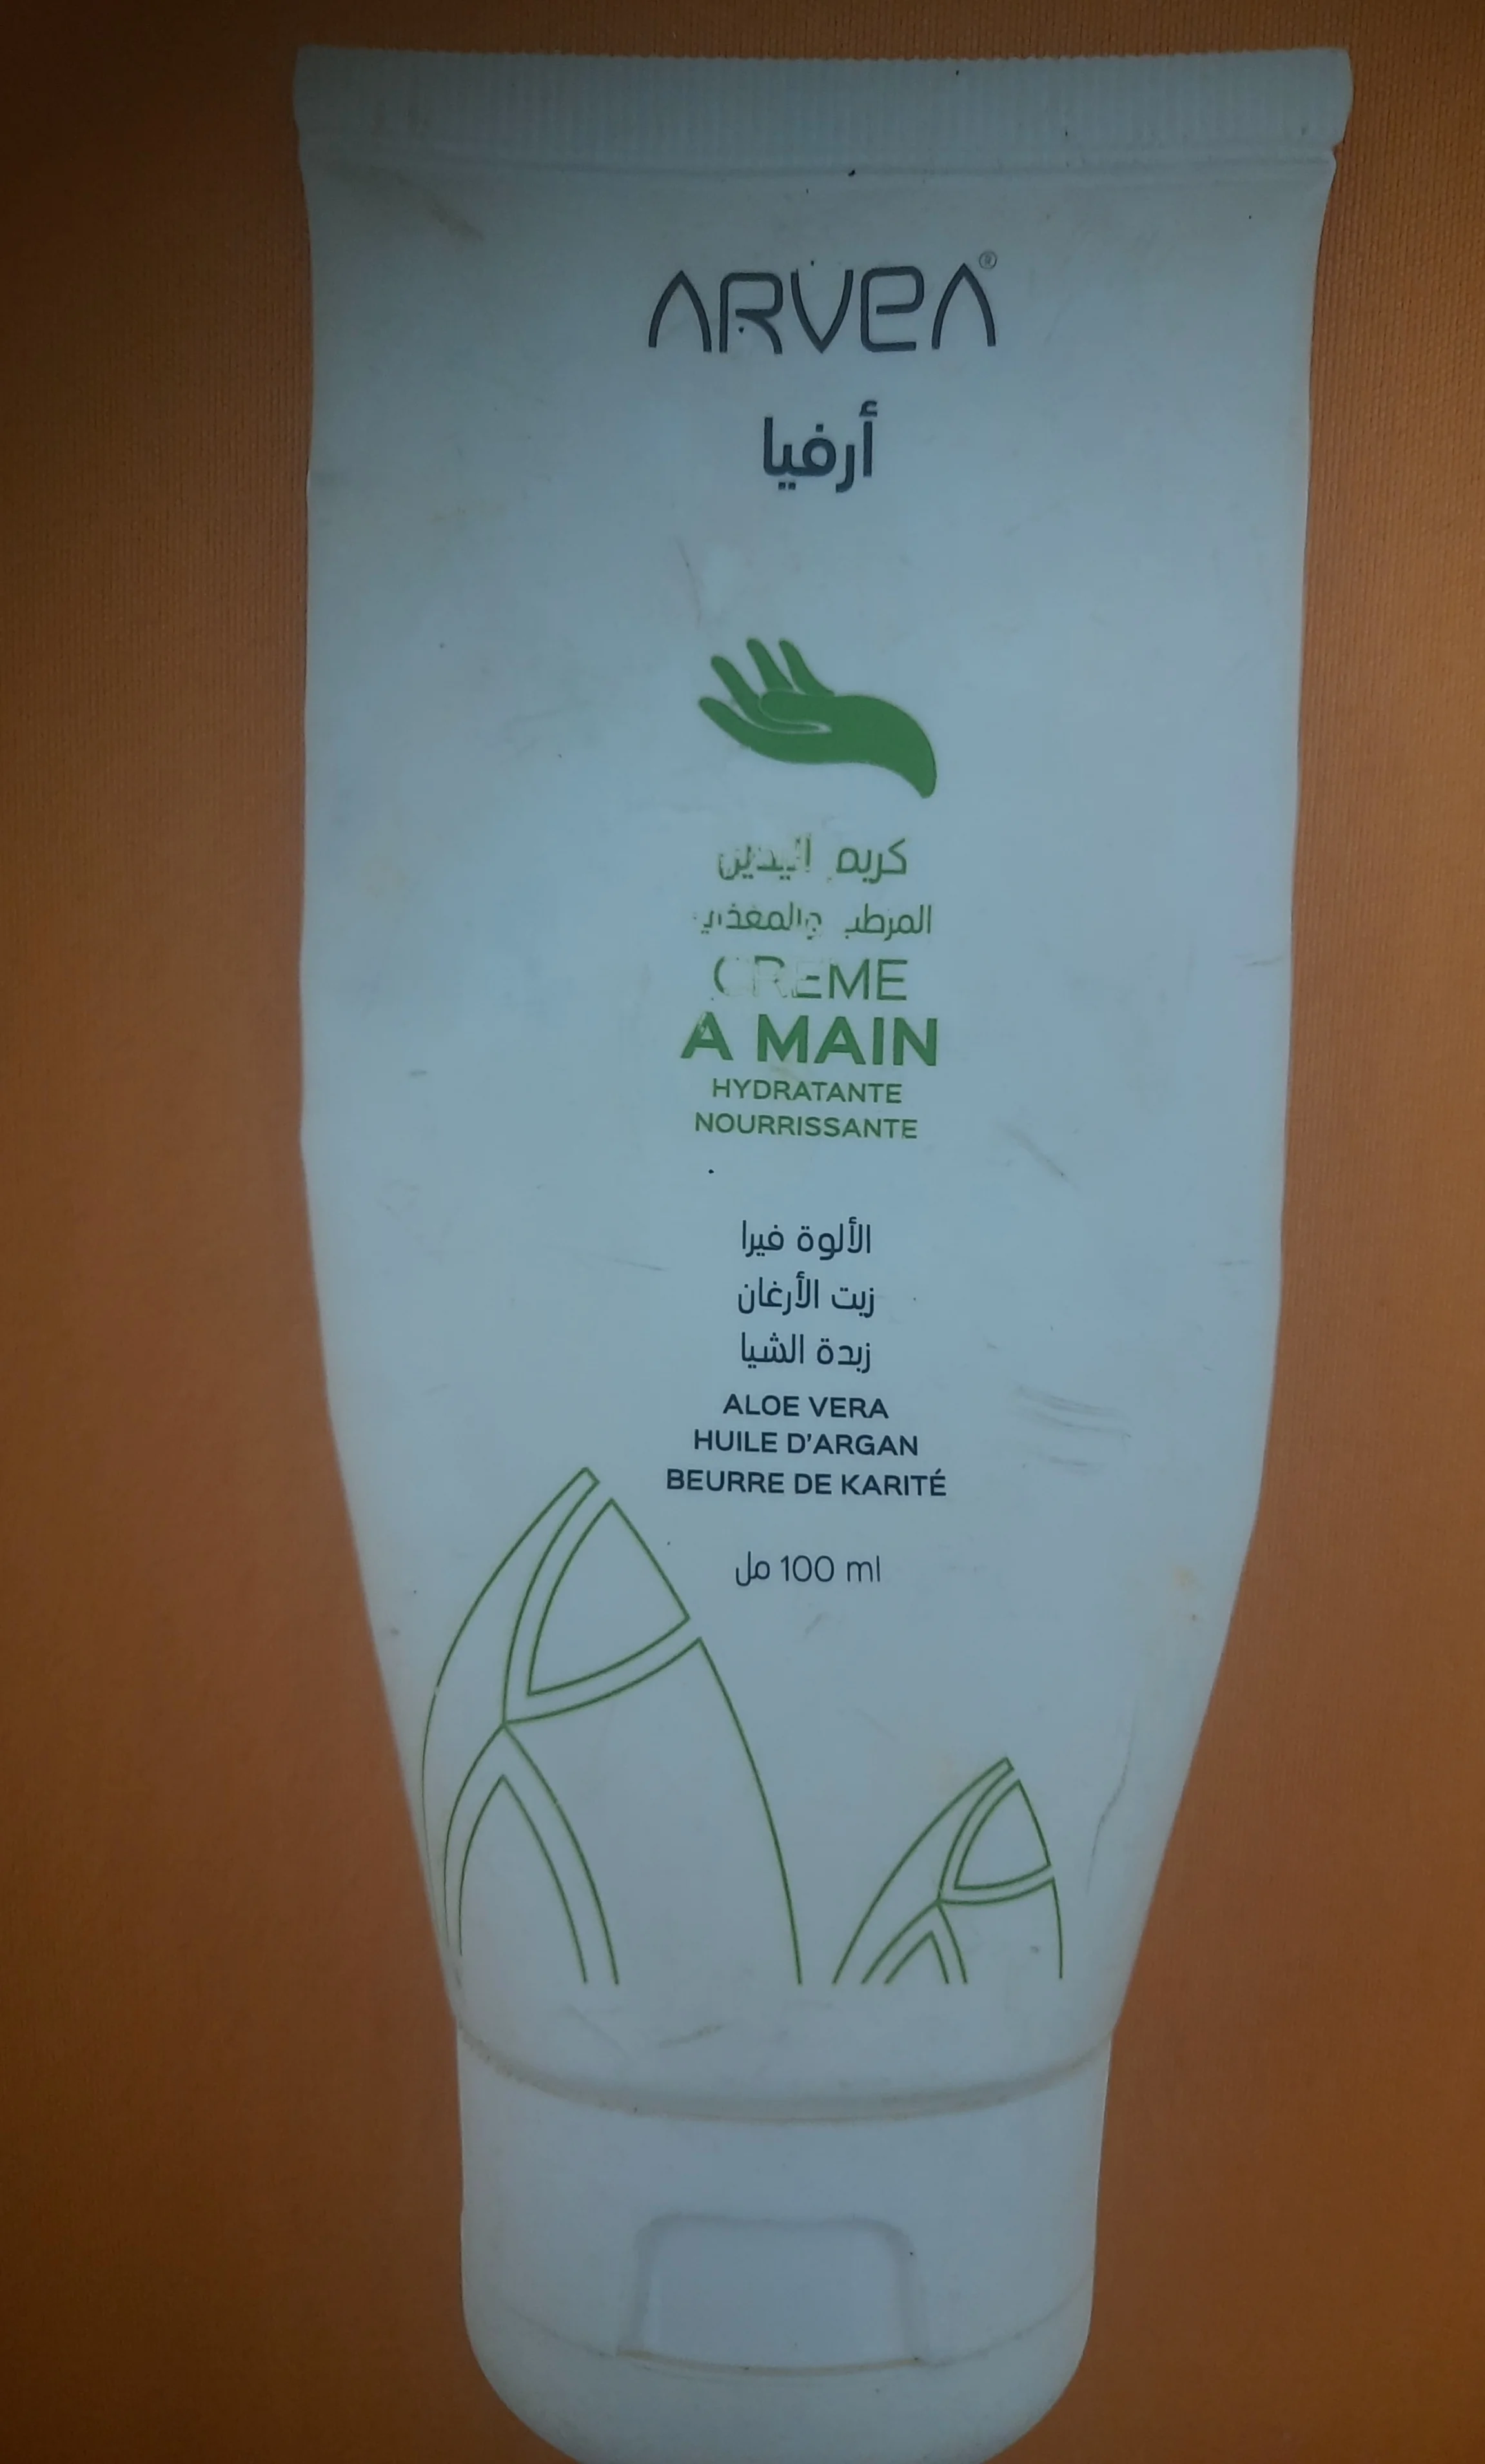 ARVEA®
أرفيا
كريم اليدين
المرطب والمغذي
CREME
A MAIN
HYDRATANTE
NOURRISSANTE
الألوة فيرا
زيت الأرغان
زبدة الشيا
ALOE VERA
HUILE D'ARGAN
BEURRE DE KARITÉ
100 ml مل